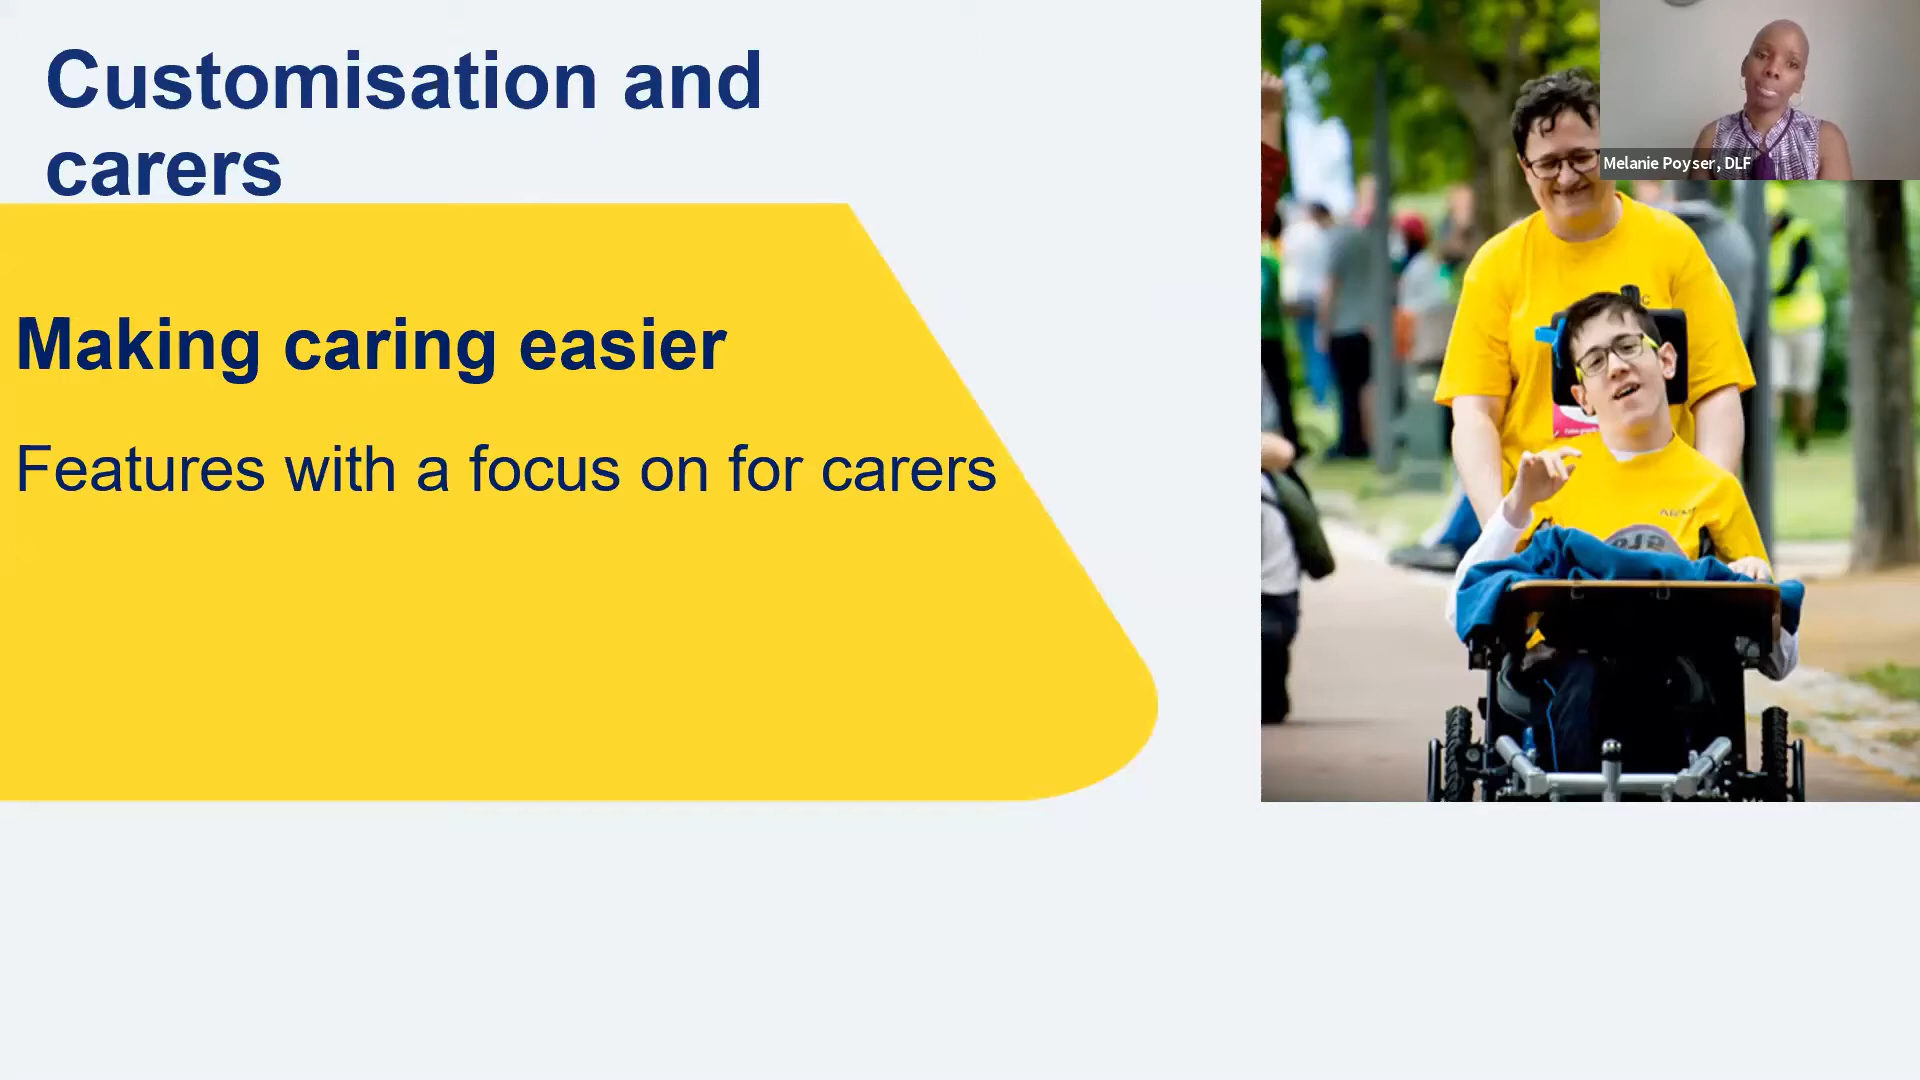 Customisation and
carers
Making caring easier
Features with a focus on for carers
Melanie Poyser, DLF